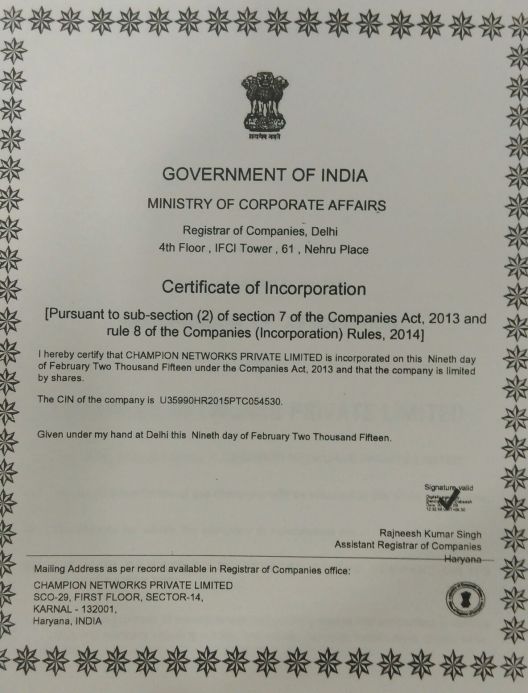 सत्यमेव जयते
GOVERNMENT OF INDIA
MINISTRY OF CORPORATE AFFAIRS
Registrar of Companies, Delhi
4th Floor , IFCI Tower , 61 , Nehru Place
Certificate of Incorporation
[Pursuant to sub-section (2) of section 7 of the Companies Act, 2013 and
rule 8 of the Companies (Incorporation) Rules, 2014]
I hereby certify that CHAMPION NETWORKS PRIVATE LIMITED is incorporated on this Nineth day
of February Two Thousand Fifteen under the Companies Act, 2013 and that the company is limited
by shares.
The CIN of the company is U35990HR2015PTC054530.
Given under my hand at Delhi this Nineth day of February Two Thousand Fifteen.
Signature valid
Rajneesh Kumar Singh
Assistant Registrar of Companies
Haryana
Mailing Address as per record available in Registrar of Companies office:
CHAMPION NETWORKS PRIVATE LIMITED
SCO-29, FIRST FLOOR, SECTOR-14,
KARNAL - 132001,
Haryana, INDIA